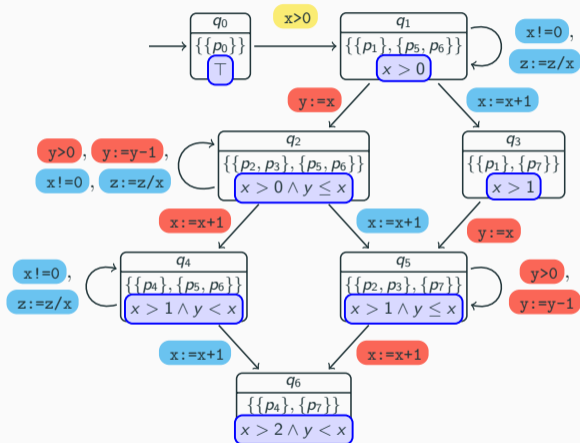 q₀
{{p₀}}
⊤
x>0
q₁
{{p₁}, {p₅, p₆}}
x > 0
x!=0,
z:=z/x
y:=x
x:=x+1
y>0, y:=y-1,
x!=0, z:=z/x
q₂
{{p₂, p₃}, {p₅, p₆}}
x > 0 ∧ y ≤ x
q₃
{{p₁}, {p₇}}
x > 1
x:=x+1
x:=x+1
y:=x
x!=0,
z:=z/x
q₄
{{p₄}, {p₅, p₆}}
x > 1 ∧ y < x
q₅
{{p₂, p₃}, {p₇}}
x > 1 ∧ y ≤ x
y>0,
y:=y-1
x:=x+1
x:=x+1
q₆
{{p₄}, {p₇}}
x > 2 ∧ y < x